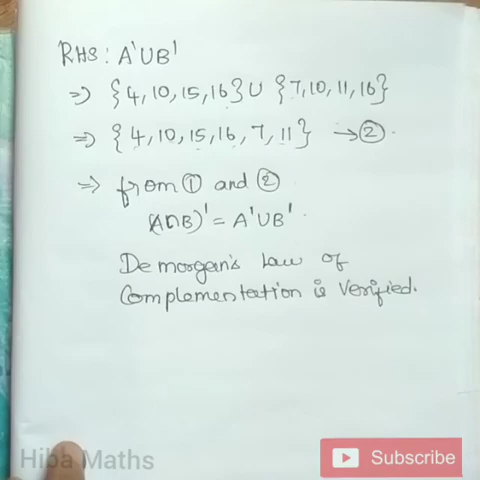 RHS : A'UB'
=> {4, 10, 15, 16} U {7, 10, 11, 16}
=> {4, 10, 15, 16, 7, 11} → ②.
=> from ① and ②
(A∩B)' = A'UB'.
De morgan's Law of
Complementation is Verified.
Hiba Maths
Subscribe